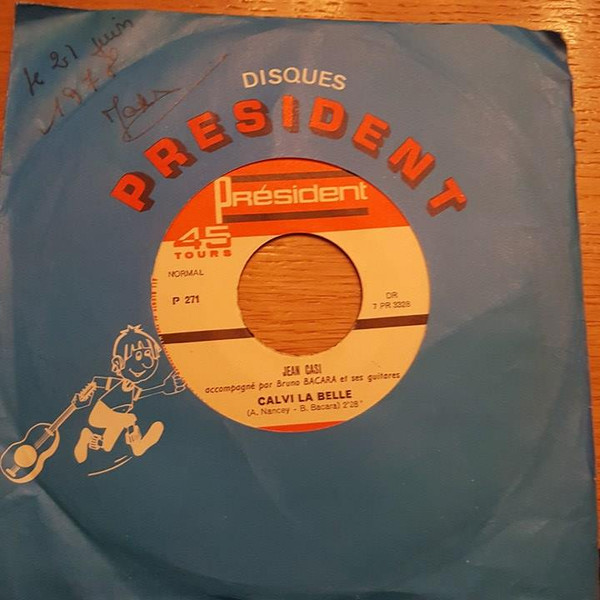 le 21 juin
1978
DISQUES
PRESIDENT
Président
45
TOURS
NORMAL
P 271
DR
7 PR 3328
JEAN CASI
accompagné par Bruno BACARA et ses guitares
CALVI LA BELLE
(A. Nancey - B. Bacara) 2'28"